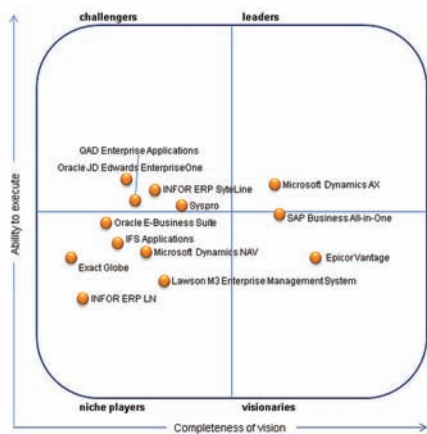 challengers
leaders
QAD Enterprise Applications
Oracle JD Edwards EnterpriseOne
INFOR ERP SyteLine
Microsoft Dynamics AX
Syspro
SAP Business All-in-One
Oracle E-Business Suite
IFS Applications
Microsoft Dynamics NAV
Epicor Vantage
Exact Globe
Lawson M3 Enterprise Management System
INFOR ERP LN
niche players
visionaries
Completeness of vision
Ability to execute